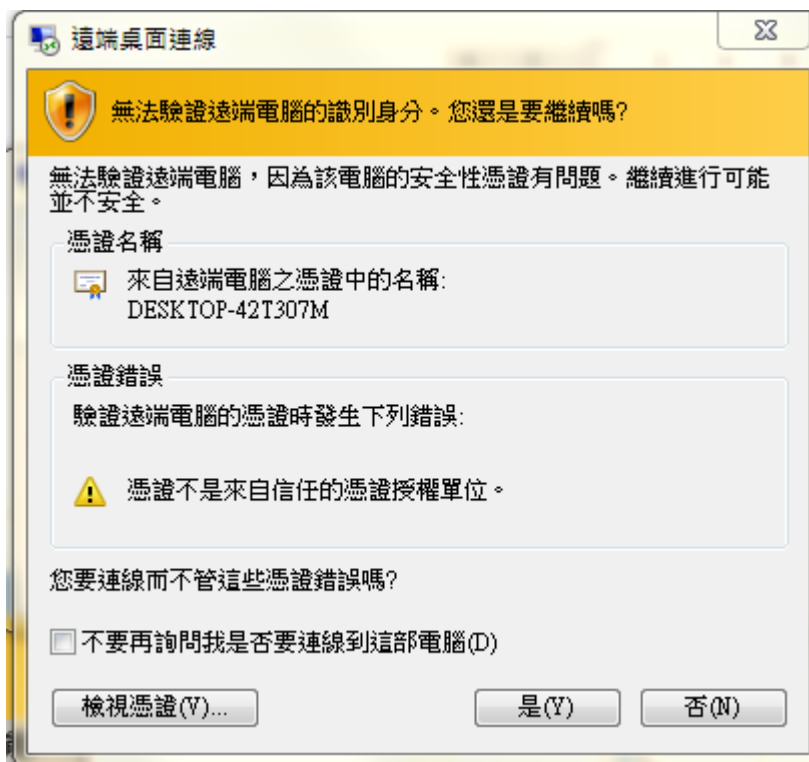 遠端桌面連線
無法驗證遠端電腦的識別身分。您還是要繼續嗎?
無法驗證遠端電腦，因為該電腦的安全性憑證有問題。繼續進行可能
並不安全。
憑證名稱
來自遠端電腦之憑證中的名稱:
DESKTOP-42T307M
憑證錯誤
驗證遠端電腦的憑證時發生下列錯誤:
憑證不是來自信任的憑證授權單位。
您要連線而不管這些憑證錯誤嗎?
不要再詢問我是否要連線到這部電腦(D)
檢視憑證(V)... 是(Y) 否(N)